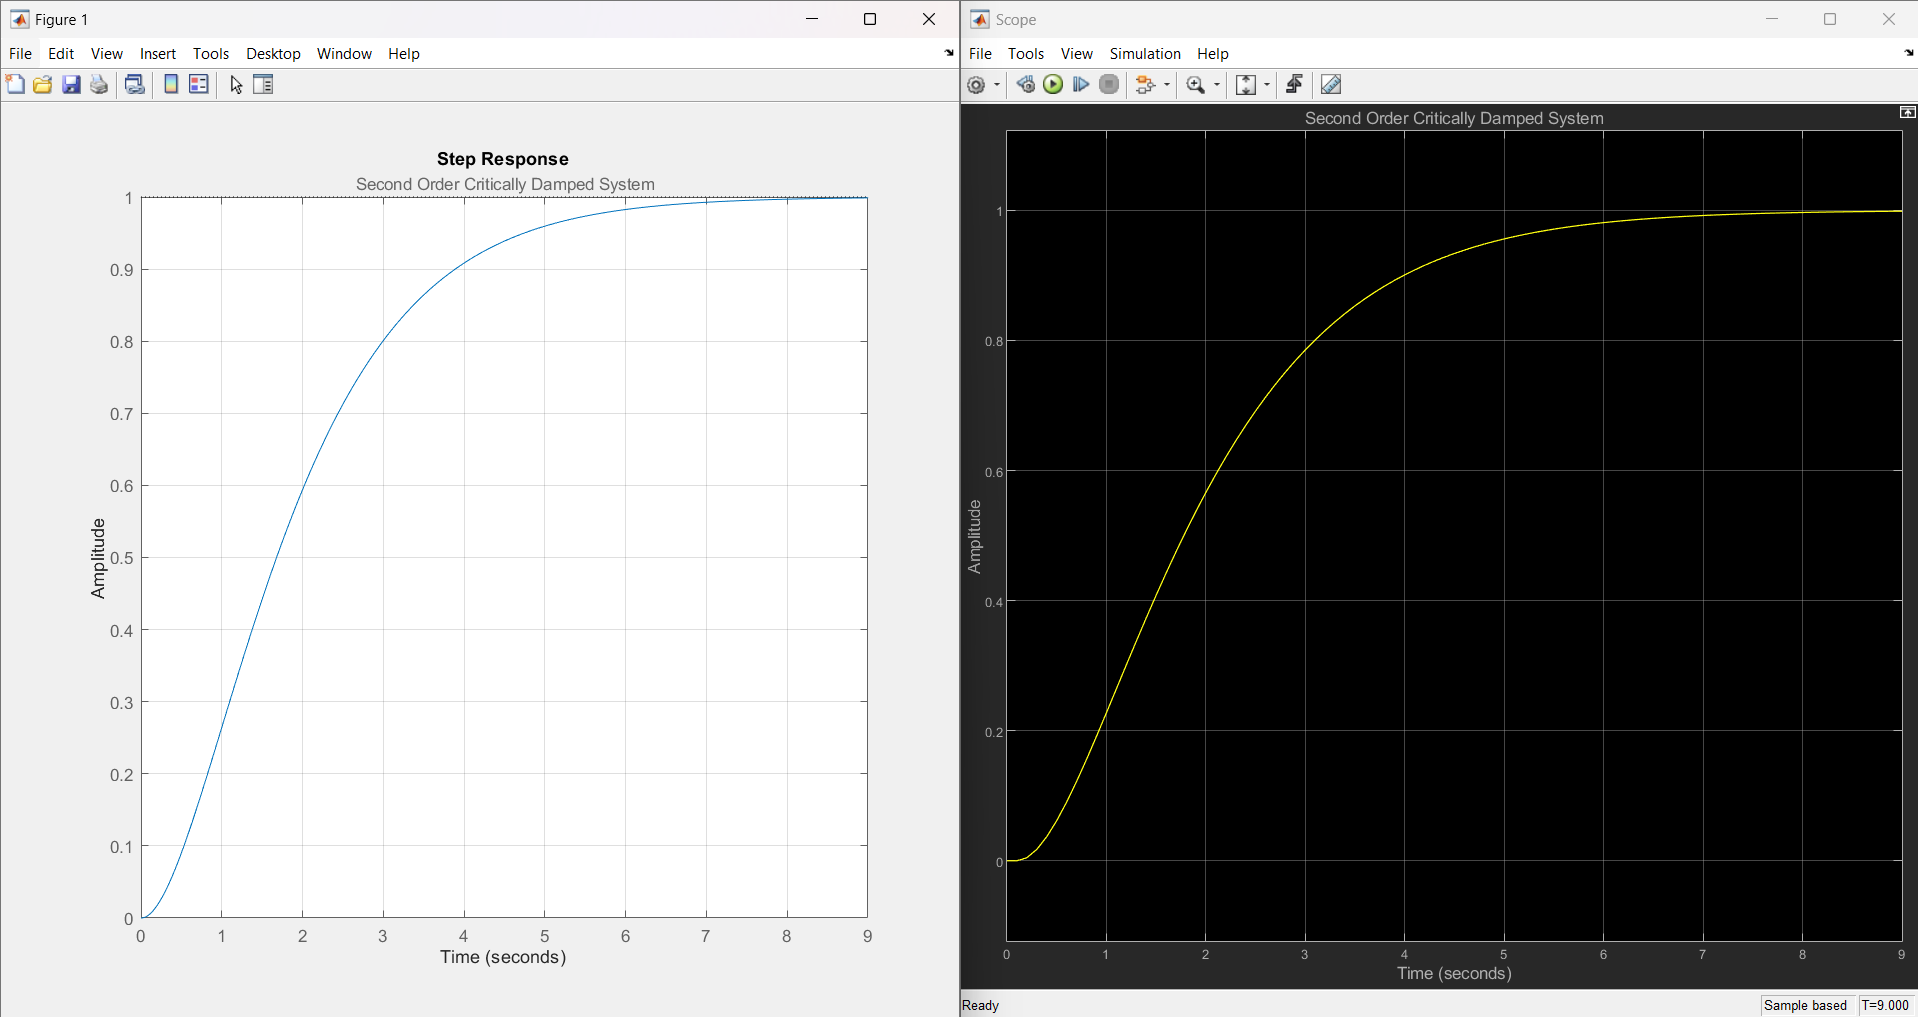 Figure 1
File Edit View Insert Tools Desktop Window Help
Step Response
Second Order Critically Damped System
1
0.9
0.8
0.7
0.6
0.5
0.4
0.3
0.2
0.1
0
Amplitude
0 1 2 3 4 5 6 7 8 9
Time (seconds)
Scope
File Tools View Simulation Help
Second Order Critically Damped System
1
0.8
0.6
0.4
0.2
0
Amplitude
0 1 2 3 4 5 6 7 8 9
Time (seconds)
Ready Sample based T=9.000